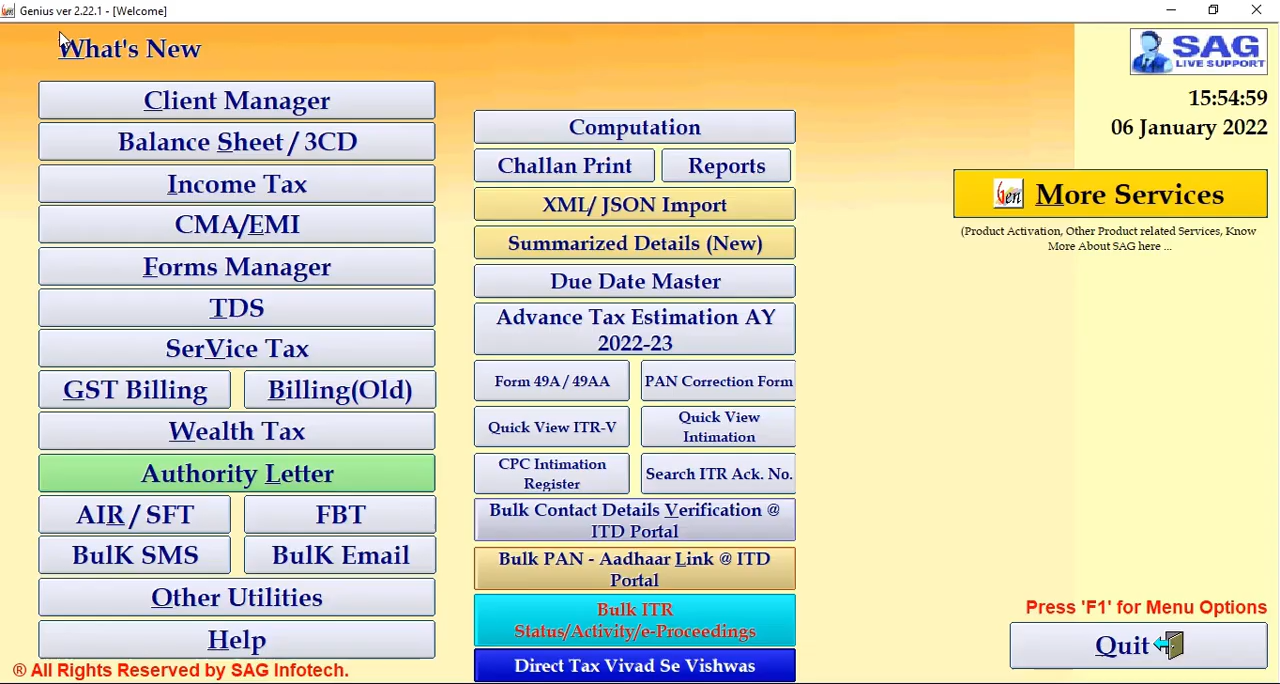 Genius ver 2.22.1 - [Welcome]
What's New
Client Manager
Balance Sheet / 3CD
Income Tax
CMA/EMI
Forms Manager
TDS
SerVice Tax
GST Billing
Billing(Old)
Wealth Tax
Authority Letter
AIR / SFT
FBT
BulK SMS
BulK Email
Other Utilities
Help
® All Rights Reserved by SAG Infotech.
Computation
Challan Print
Reports
XML/ JSON Import
Summarized Details (New)
Due Date Master
Advance Tax Estimation AY
2022-23
Form 49A / 49AA
PAN Correction Form
Quick View ITR-V
Quick View
Intimation
CPC Intimation
Register
Search ITR Ack. No.
Bulk Contact Details Verification @
ITD Portal
Bulk PAN - Aadhaar Link @ ITD
Portal
Bulk ITR
Status/Activity/e-Proceedings
Direct Tax Vivad Se Vishwas
SAG
LIVE SUPPORT
15:54:59
06 January 2022
Gen
More Services
(Product Activation, Other Product related Services, Know
More About SAG here ...
Press 'F1' for Menu Options
Quit